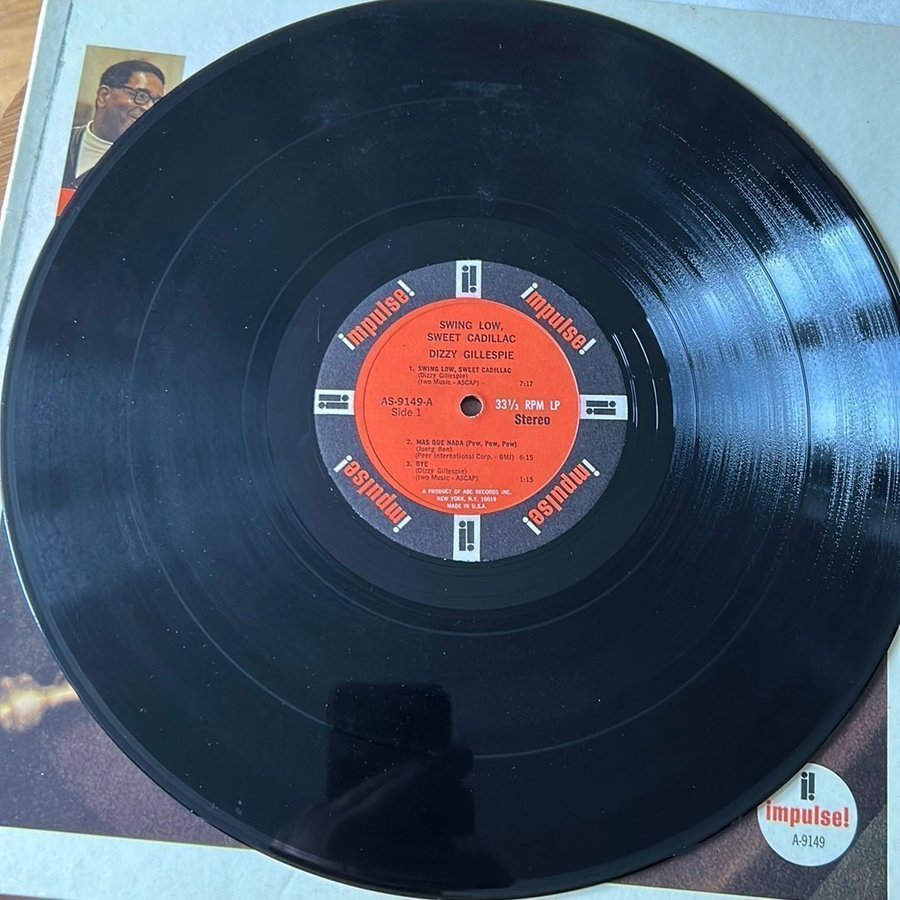 impulse!
i!
impulse!
i!
i!
impulse!
i!
impulse!
SWING LOW,
SWEET CADILLAC
DIZZY GILLESPIE
1. SWING LOW, SWEET CADILLAC
(Dizzy Gillespie)
(Iwo Music - ASCAP) 7:17
AS-9149-A 33⅓ RPM LP
Side 1 Stereo
2. MAS QUE NADA (Pow, Pow, Pow)
(Joerg Ben)
(Peer International Corp. - BMI) 6:15
3. BYE
(Dizzy Gillespie)
(Iwo Music - ASCAP) 1:15
A PRODUCT OF ABC RECORDS INC.
NEW YORK, N.Y. 10019
MADE IN U.S.A.
i!
impulse!
A-9149